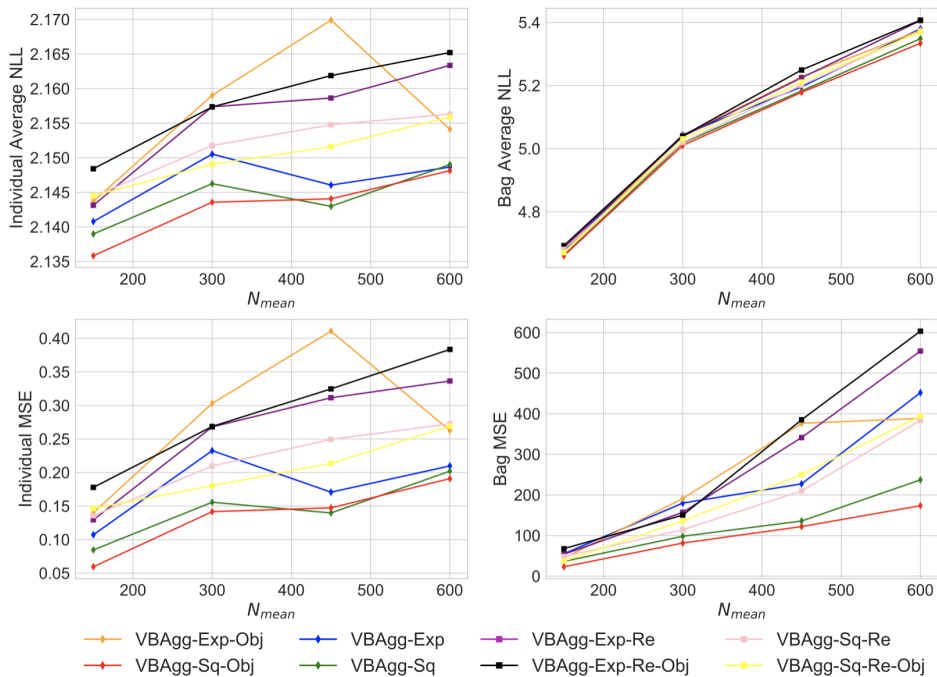 2.170
2.165
2.160
2.155
2.150
2.145
2.140
2.135
Individual Average NLL
200 300 400 500 600
N_mean
5.4
5.2
5.0
4.8
Bag Average NLL
200 300 400 500 600
N_mean
0.40
0.35
0.30
0.25
0.20
0.15
0.10
0.05
Individual MSE
200 300 400 500 600
N_mean
600
500
400
300
200
100
0
Bag MSE
200 300 400 500 600
N_mean
VBAgg-Exp-Obj VBAgg-Exp VBAgg-Exp-Re VBAgg-Sq-Re
VBAgg-Sq-Obj VBAgg-Sq VBAgg-Exp-Re-Obj VBAgg-Sq-Re-Obj